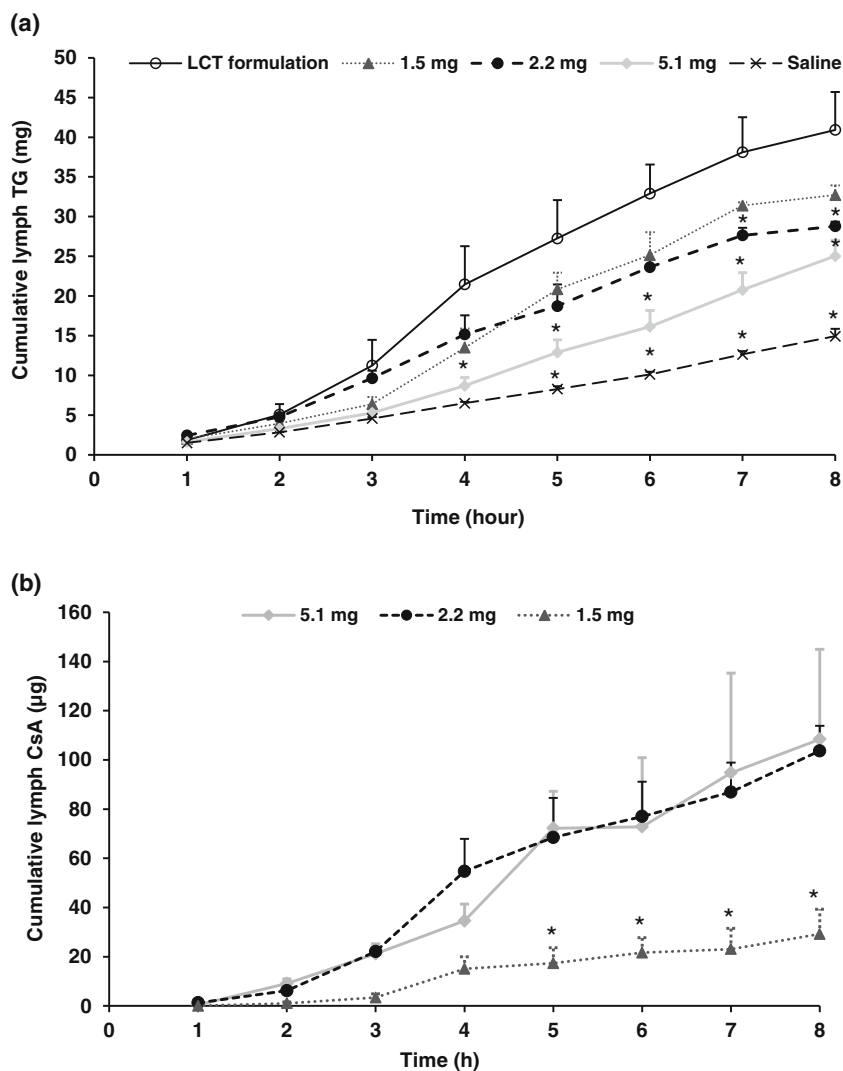 (a)
LCT formulation 1.5 mg 2.2 mg 5.1 mg Saline
50
45
40
35
30
25
20
15
10
5
0
Cumulative lymph TG (mg)
* *
* *
* * * *
* * * *
0 1 2 3 4 5 6 7 8
Time (hour)
(b)
5.1 mg 2.2 mg 1.5 mg
160
140
120
100
80
60
40
20
0
Cumulative lymph CsA (µg)
* * * *
0 1 2 3 4 5 6 7 8
Time (h)